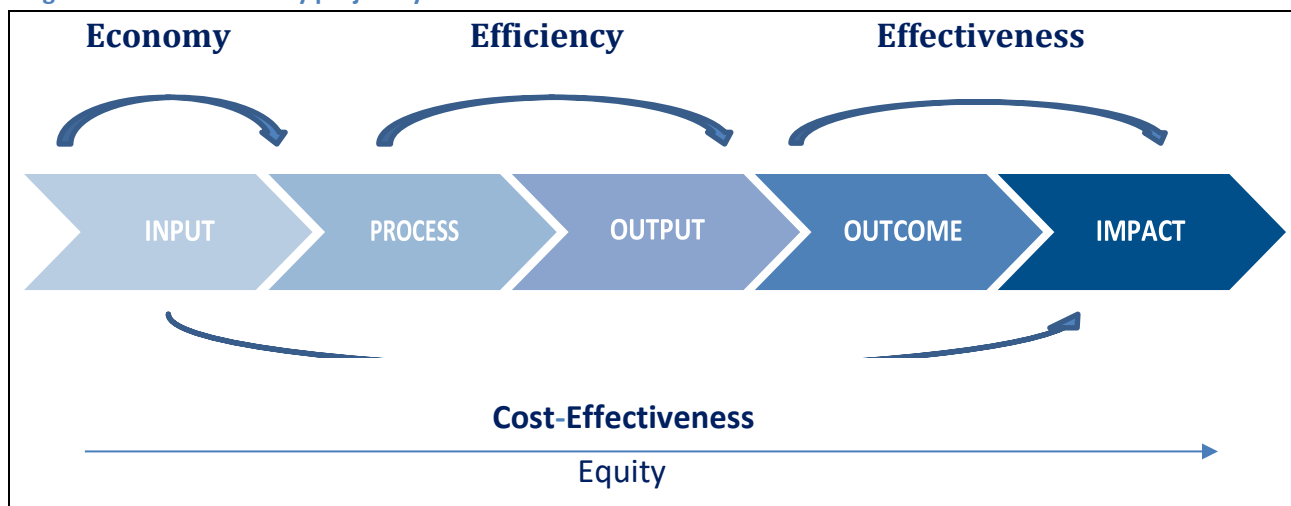 Economy Efficiency Effectiveness
INPUT PROCESS OUTPUT OUTCOME IMPACT
Cost-Effectiveness
Equity